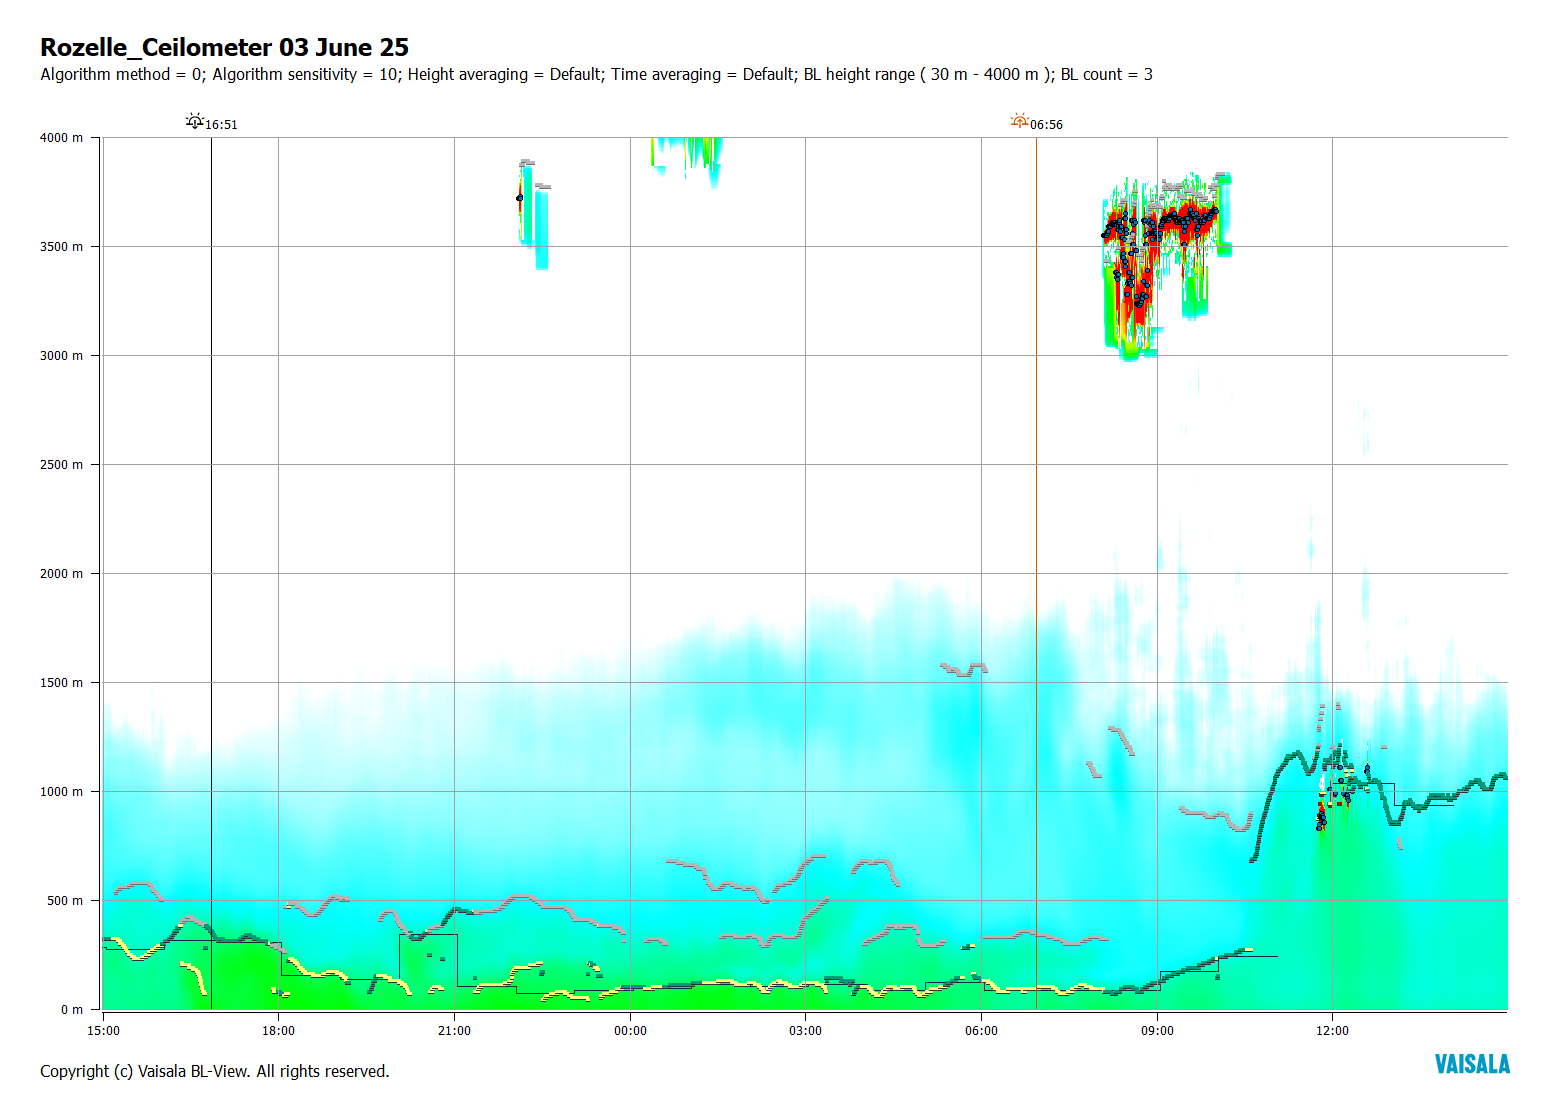 Rozelle_Ceilometer 03 June 25
Algorithm method = 0; Algorithm sensitivity = 10; Height averaging = Default; Time averaging = Default; BL height range ( 30 m - 4000 m ); BL count = 3
16:51
06:56
4000 m
3500 m
3000 m
2500 m
2000 m
1500 m
1000 m
500 m
0 m
15:00
18:00
21:00
00:00
03:00
06:00
09:00
12:00
Copyright (c) Vaisala BL-View. All rights reserved.
VAISALA